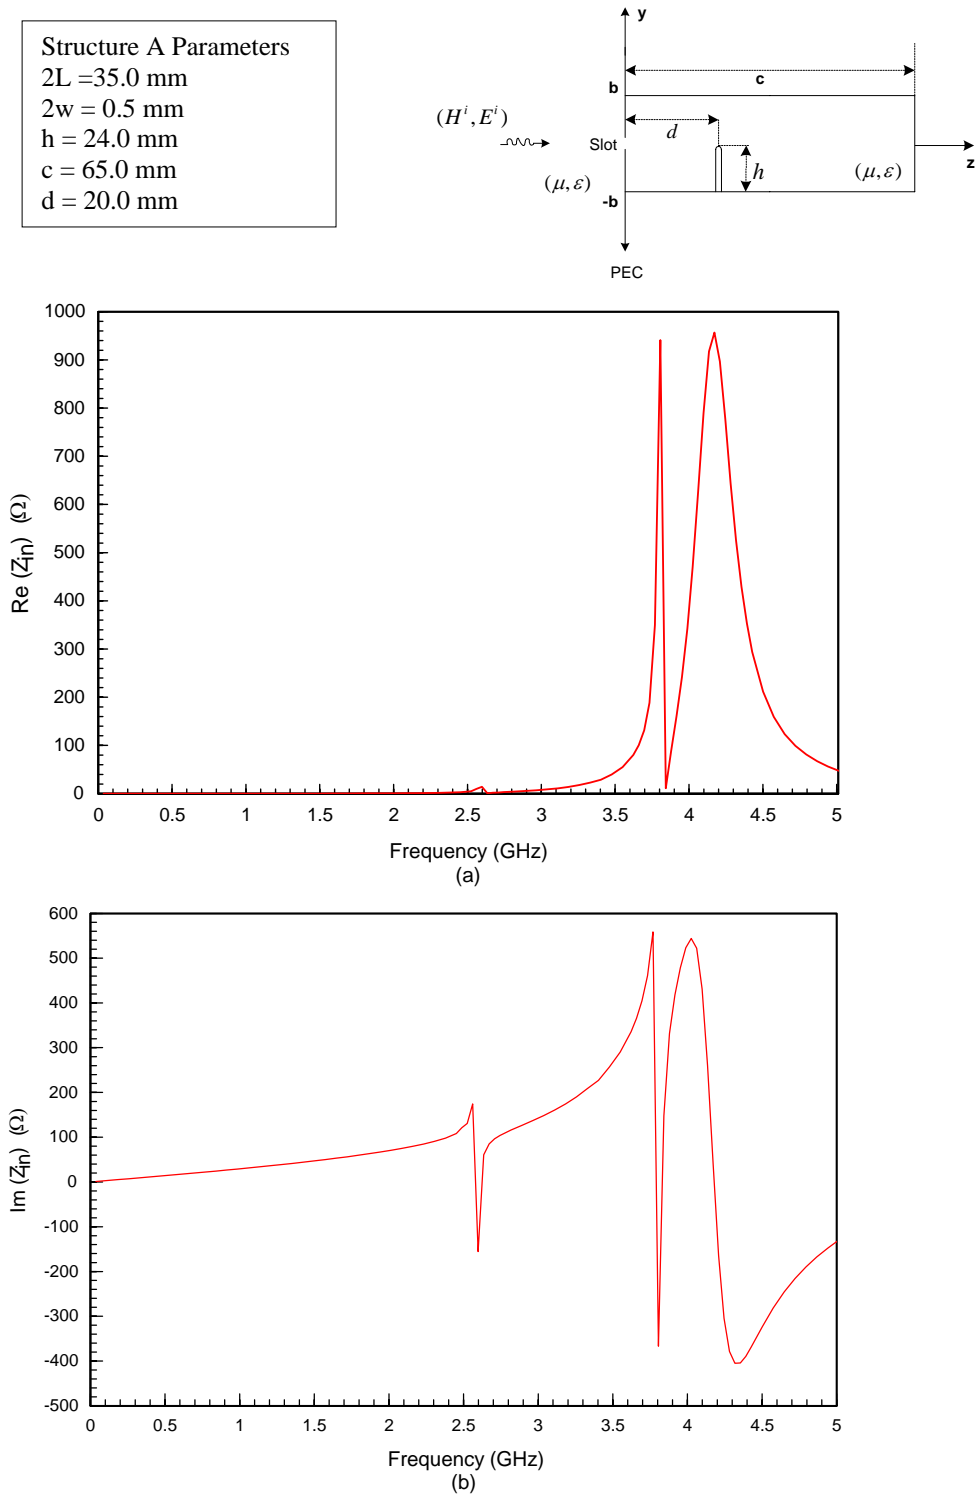 Structure A Parameters
2L =35.0 mm
2w = 0.5 mm
h = 24.0 mm
c = 65.0 mm
d = 20.0 mm
y
c
b
(Hⁱ, Eⁱ)
d
Slot
z
h
(μ, ε)
(μ, ε)
-b
PEC
1000
900
800
700
600
500
400
300
200
100
0
Re (Zin) (Ω)
0 0.5 1 1.5 2 2.5 3 3.5 4 4.5 5
Frequency (GHz)
(a)
600
500
400
300
200
100
0
-100
-200
-300
-400
-500
Im (Zin) (Ω)
0 0.5 1 1.5 2 2.5 3 3.5 4 4.5 5
Frequency (GHz)
(b)